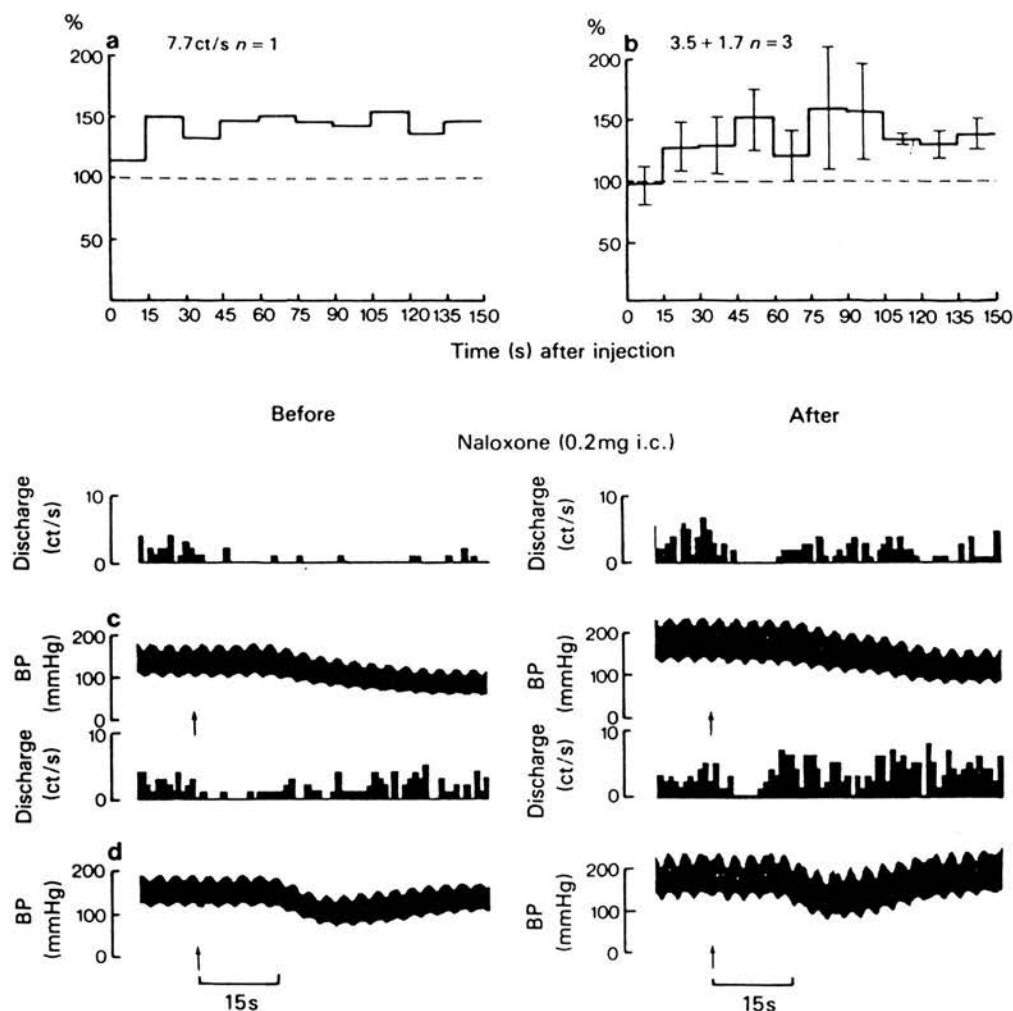 %
a 7.7ct/s n = 1
200
150
100
50
0 15 30 45 60 75 90 105 120 135 150
%
b 3.5 + 1.7 n = 3
200
150
100
50
0 15 30 45 60 75 90 105 120 135 150
Time (s) after injection
Before
After
Naloxone (0.2mg i.c.)
Discharge
(ct/s)
10
0
Discharge
(ct/s)
10
0
c
BP
(mmHg)
200
100
0
BP
(mmHg)
200
100
0
Discharge
(ct/s)
10
0
Discharge
(ct/s)
10
0
d
BP
(mmHg)
200
100
0
BP
(mmHg)
200
100
0
15s
15s